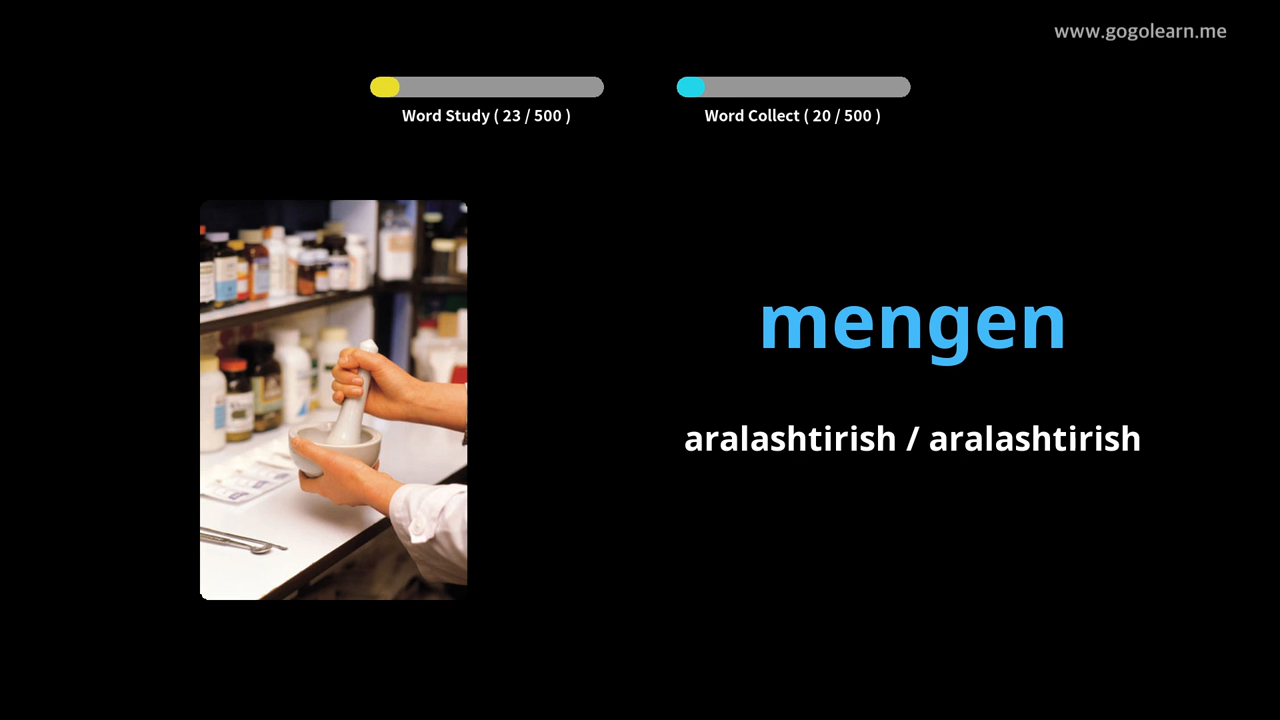 www.gogolearn.me
Word Study ( 23 / 500 )
Word Collect ( 20 / 500 )
mengen
aralashtirish / aralashtirish